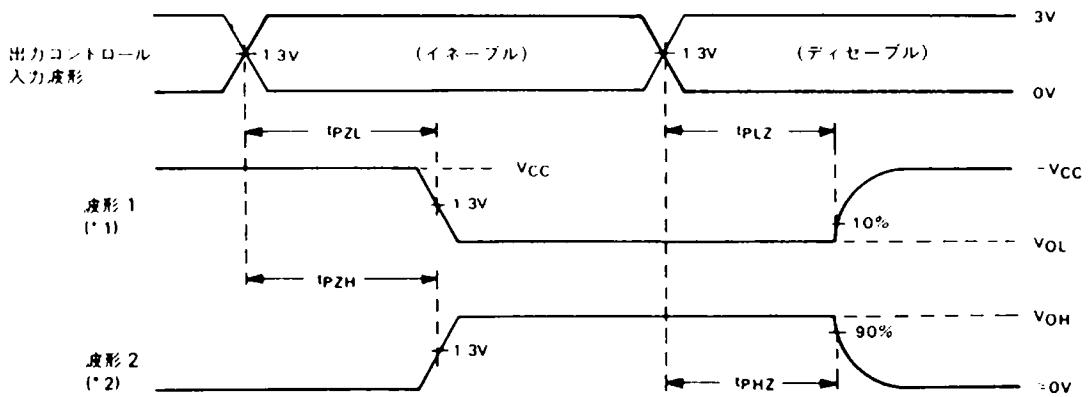 3V
出力コントロール
入力波形
1 3V
(イネーブル)
1 3V
(ディセーブル)
0V
tPZL
tPLZ
VCC
≈VCC
波形 1
(*1)
1 3V
10%
VOL
tPZH
VOH
90%
波形 2
(*2)
1 3V
tPHZ
≈0V